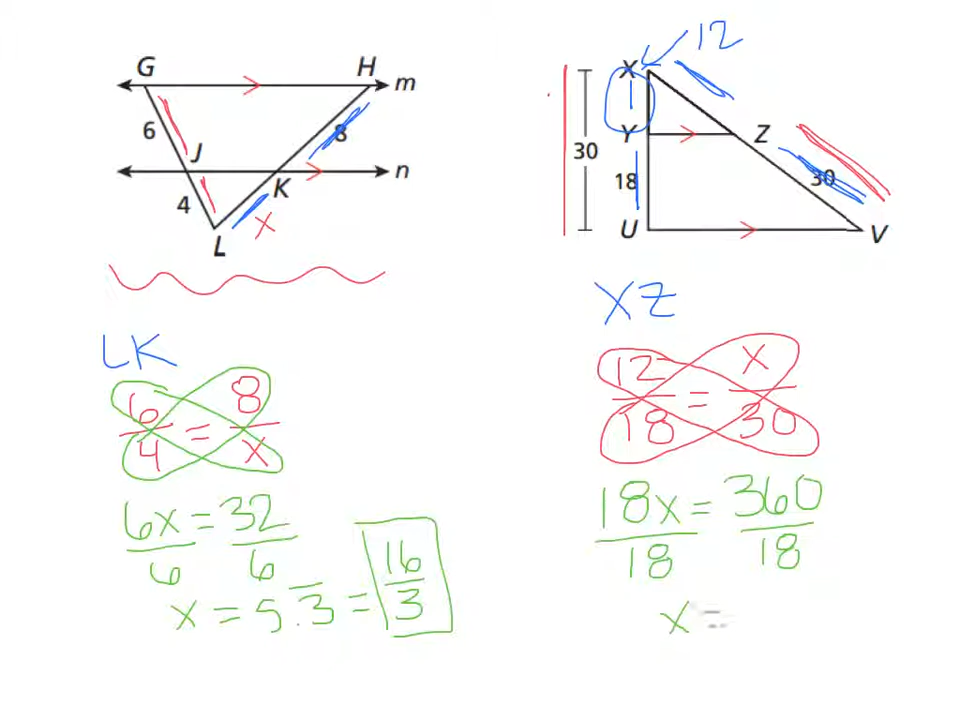 G H m
6 8
J K n
4 x
L
LK
6/4 = 8/x
6x = 32
6 6
x = 5.3̅ = 16/3
X 12
Y Z
30 18 30
U V
XZ
12/18 = x/30
18x = 360
18 18
x =